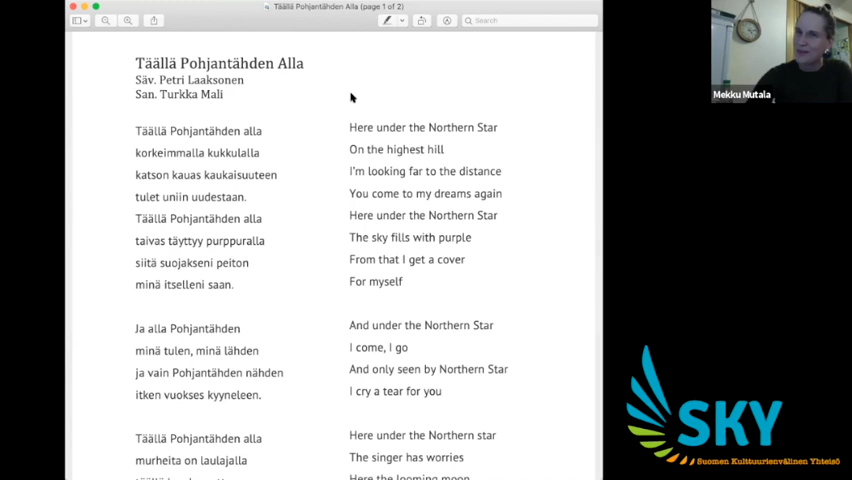 Täällä Pohjantähden Alla (page 1 of 2)
Search
Mekku Mutala
Täällä Pohjantähden Alla
Säv. Petri Laaksonen
San. Turkka Mali
Täällä Pohjantähden alla
korkeimmalla kukkulalla
katson kauas kaukaisuuteen
tulet uniin uudestaan.
Täällä Pohjantähden alla
taivas täyttyy purppuralla
siitä suojakseni peiton
minä itselleni saan.
Ja alla Pohjantähden
minä tulen, minä lähden
ja vain Pohjantähden nähden
itken vuokses kyyneleen.
Täällä Pohjantähden alla
murheita on laulajalla
Here under the Northern Star
On the highest hill
I'm looking far to the distance
You come to my dreams again
Here under the Northern Star
The sky fills with purple
From that I get a cover
For myself
And under the Northern Star
I come, I go
And only seen by Northern Star
I cry a tear for you
Here under the Northern star
The singer has worries
Here the looming moon
SKY
Suomen Kulttuurienvälinen Yhteisö